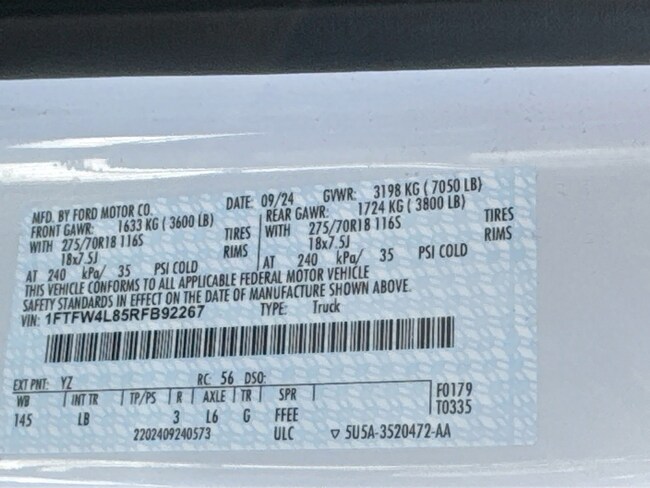 MFD. BY FORD MOTOR CO. DATE: 09/24 GVWR: 3198 KG ( 7050 LB)
FRONT GAWR: 1633 KG ( 3600 LB) REAR GAWR: 1724 KG ( 3800 LB)
WITH 275/70R18 116S TIRES WITH 275/70R18 116S TIRES
18x7.5J RIMS 18x7.5J RIMS
AT 240 kPa/ 35 PSI COLD AT 240 kPa/ 35 PSI COLD
THIS VEHICLE CONFORMS TO ALL APPLICABLE FEDERAL MOTOR VEHICLE
SAFETY STANDARDS IN EFFECT ON THE DATE OF MANUFACTURE SHOWN ABOVE.
VIN: 1FTFW4L85RFB92267 TYPE: Truck
EXT PNT: YZ RC: 56 DSO:
WB INT TR TP/PS R AXLE TR SPR F0179
145 LB 3 L6 G FFEE T0335
2202409240573 ULC ▽ 5U5A-3520472-AA